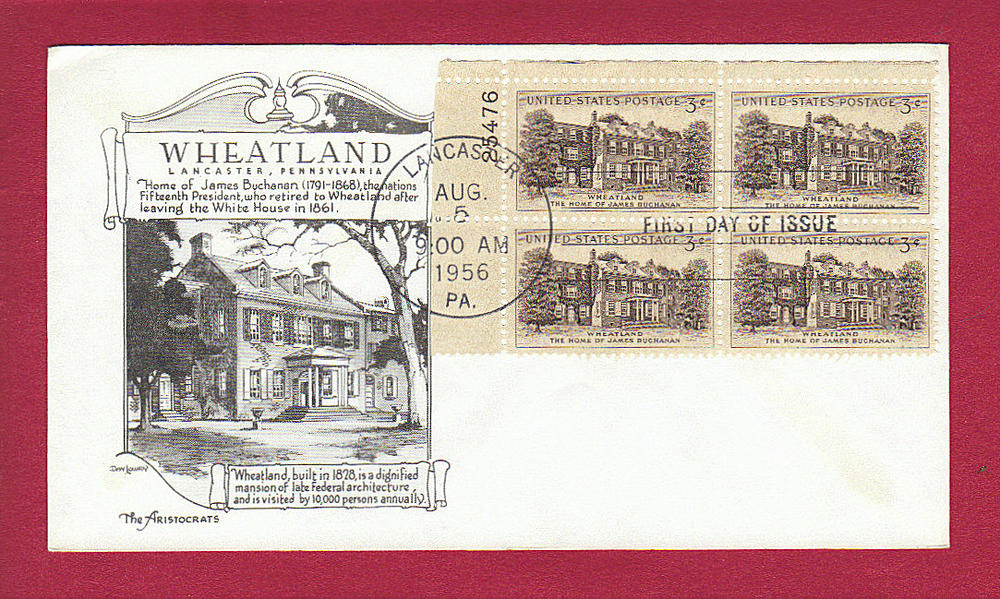 WHEATLAND
LANCASTER, PENNSYLVANIA
Home of James Buchanan (1791-1868), the nations
Fifteenth President, who retired to Wheatland after
leaving the White House in 1861.
Don Lowry
Wheatland, built in 1828, is a dignified
mansion of late Federal architecture
and is visited by 10,000 persons annually.
The ARISTOCRATS
LANCASTER
AUG.
5
9:00 AM
1956
PA.
25476
UNITED STATES POSTAGE 3¢
WHEATLAND
THE HOME OF JAMES BUCHANAN
UNITED STATES POSTAGE 3¢
WHEATLAND
THE HOME OF JAMES BUCHANAN
FIRST DAY OF ISSUE
UNITED STATES POSTAGE 3¢
WHEATLAND
THE HOME OF JAMES BUCHANAN
UNITED STATES POSTAGE 3¢
WHEATLAND
THE HOME OF JAMES BUCHANAN